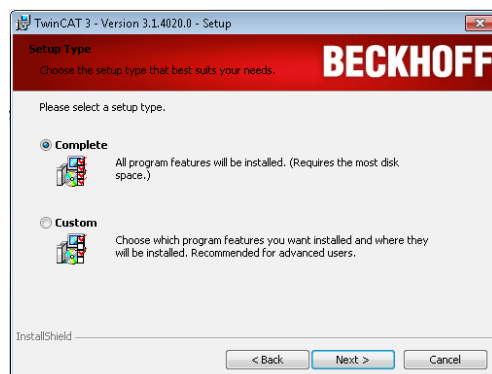 TwinCAT 3 - Version 3.1.4020.0 - Setup
Setup Type
Choose the setup type that best suits your needs.
BECKHOFF
Please select a setup type.
Complete
All program features will be installed. (Requires the most disk
space.)
Custom
Choose which program features you want installed and where they
will be installed. Recommended for advanced users.
InstallShield
< Back
Next >
Cancel